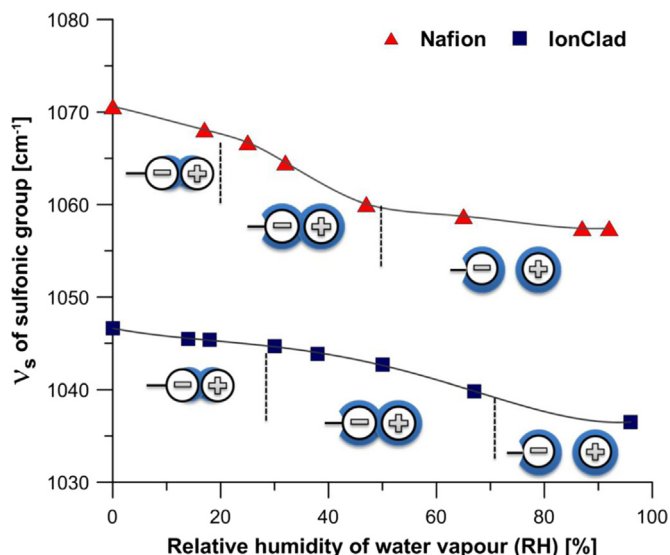 1080
Nafion IonClad
1070
1060
1050
1040
1030
0 20 40 60 80 100
νs of sulfonic group [cm-1]
Relative humidity of water vapour (RH) [%]